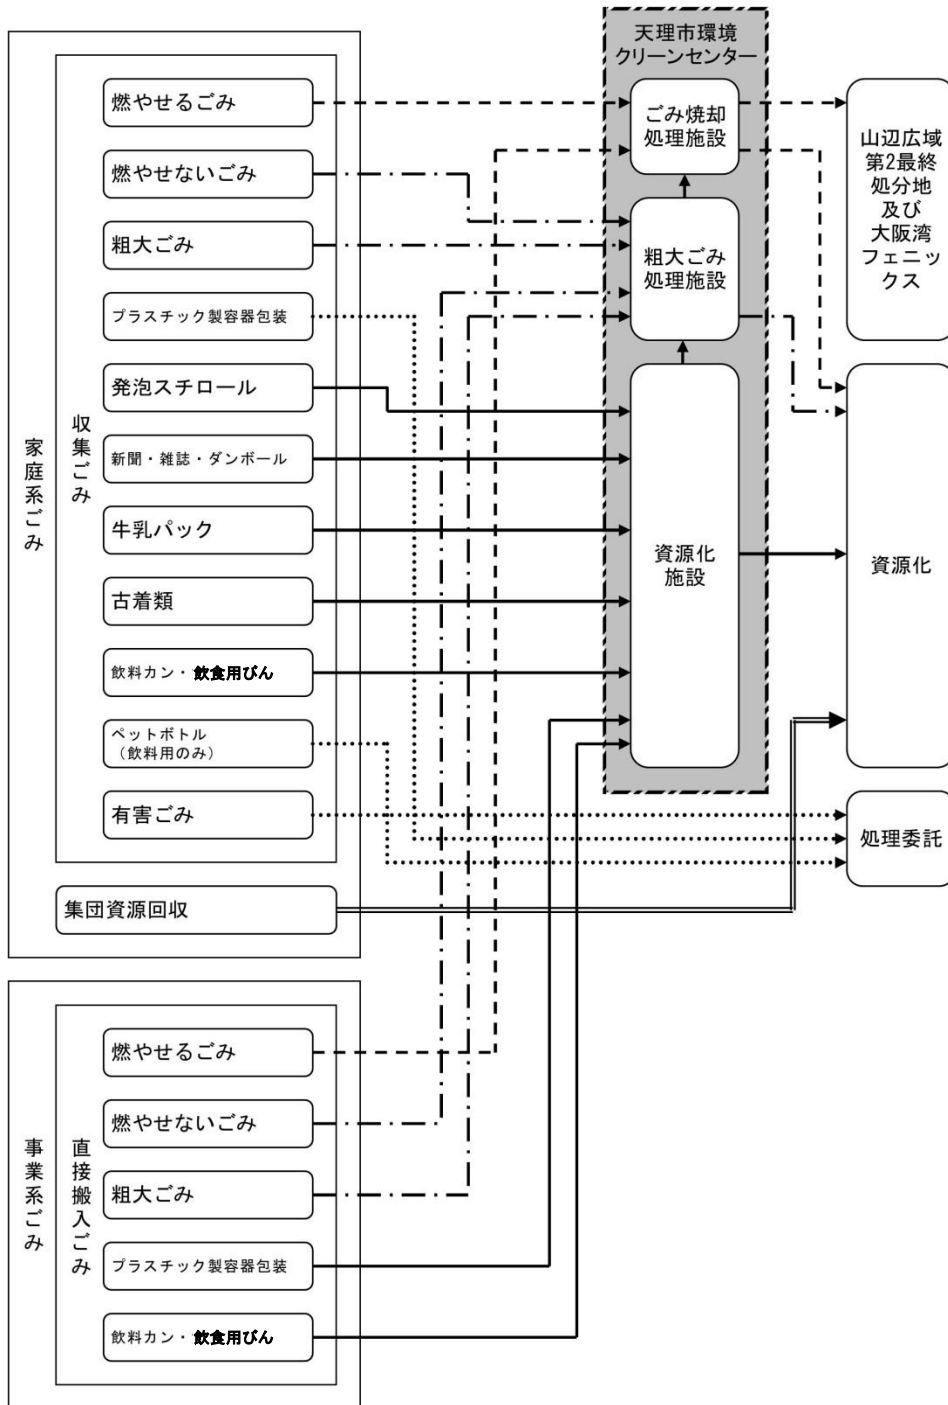 天理市環境
クリーンセンター
家庭系ごみ
収集ごみ
燃やせるごみ
燃やせないごみ
粗大ごみ
プラスチック製容器包装
発泡スチロール
新聞・雑誌・ダンボール
牛乳パック
古着類
飲料カン・飲食用びん
ペットボトル
（飲料用のみ）
有害ごみ
集団資源回収
ごみ焼却
処理施設
粗大ごみ
処理施設
資源化
施設
山辺広域
第2最終
処分地
及び
大阪湾
フェニッ
クス
資源化
処理委託
事業系ごみ
直接搬入ごみ
燃やせるごみ
燃やせないごみ
粗大ごみ
プラスチック製容器包装
飲料カン・飲食用びん